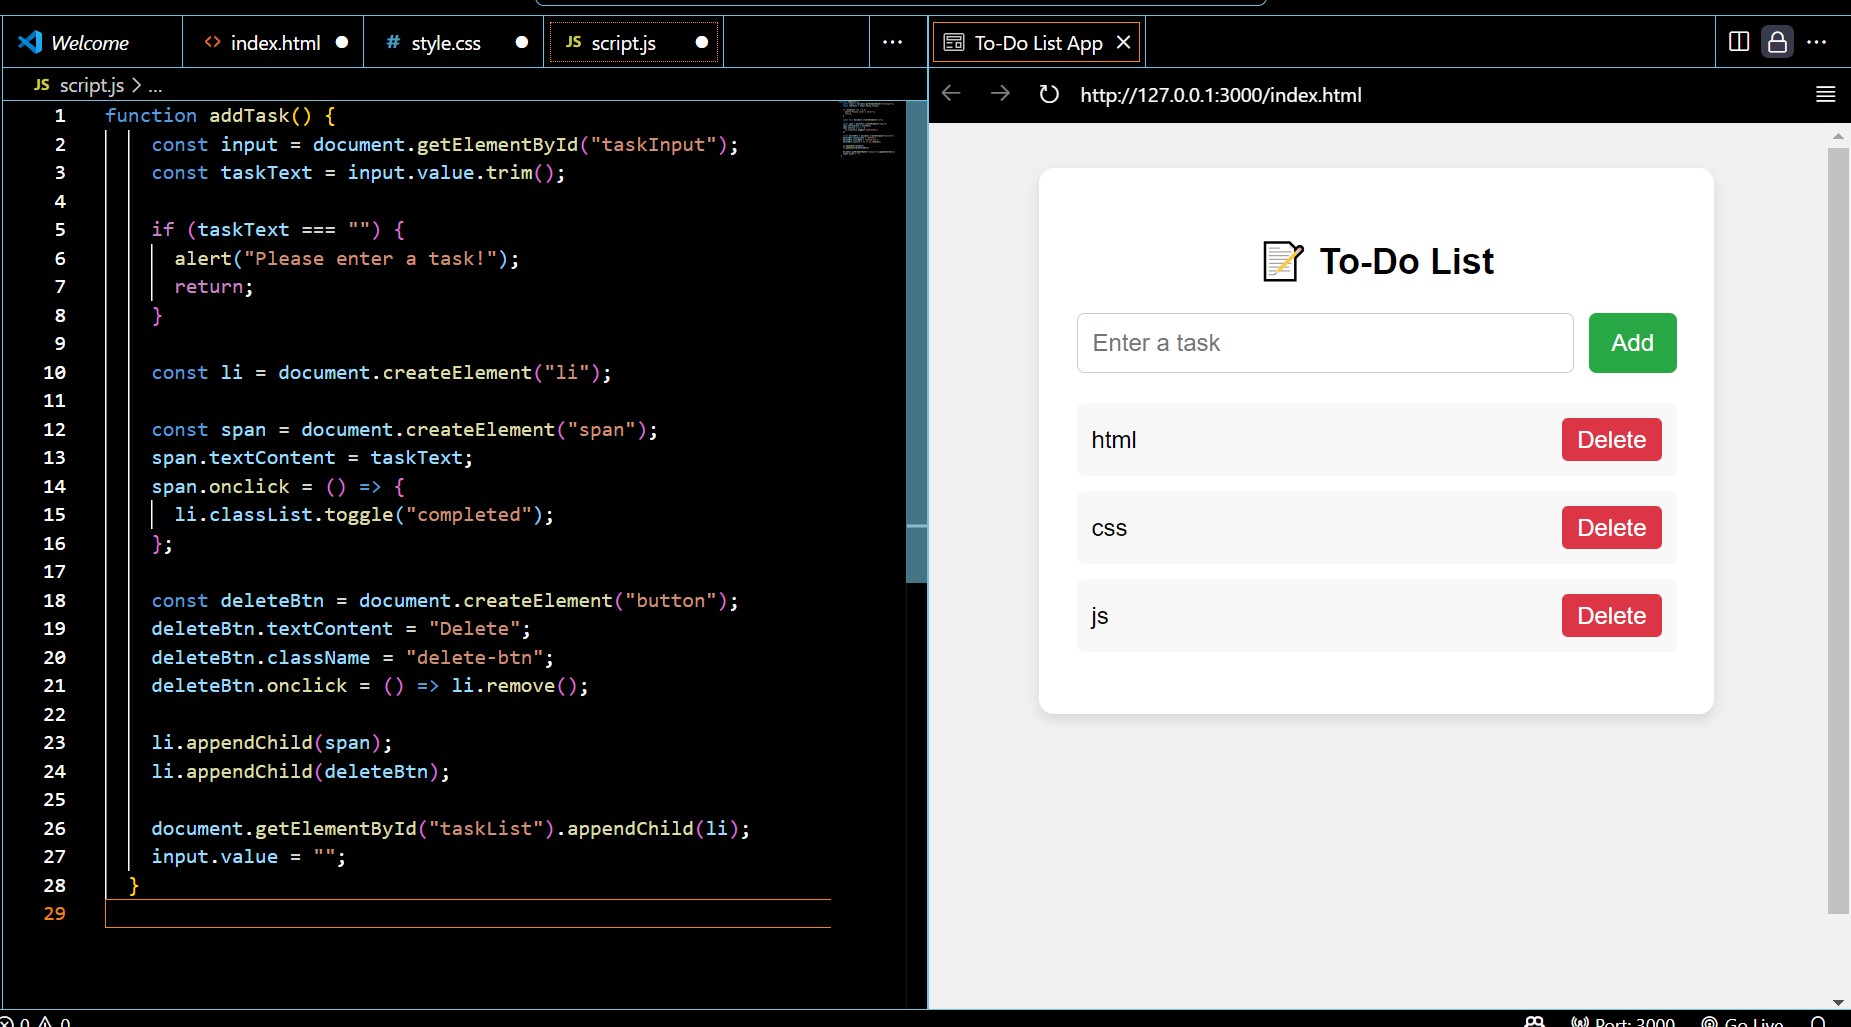 Welcome
index.html
style.css
JS script.js
...
JS script.js > ...
1 function addTask() {
2 const input = document.getElementById("taskInput");
3 const taskText = input.value.trim();
4
5 if (taskText === "") {
6 alert("Please enter a task!");
7 return;
8 }
9
10 const li = document.createElement("li");
11
12 const span = document.createElement("span");
13 span.textContent = taskText;
14 span.onclick = () => {
15 li.classList.toggle("completed");
16 };
17
18 const deleteBtn = document.createElement("button");
19 deleteBtn.textContent = "Delete";
20 deleteBtn.className = "delete-btn";
21 deleteBtn.onclick = () => li.remove();
22
23 li.appendChild(span);
24 li.appendChild(deleteBtn);
25
26 document.getElementById("taskList").appendChild(li);
27 input.value = "";
28 }
29
To-Do List App
http://127.0.0.1:3000/index.html
To-Do List
Enter a task
Add
html
Delete
css
Delete
js
Delete
0 0
Port: 3000
Go Live